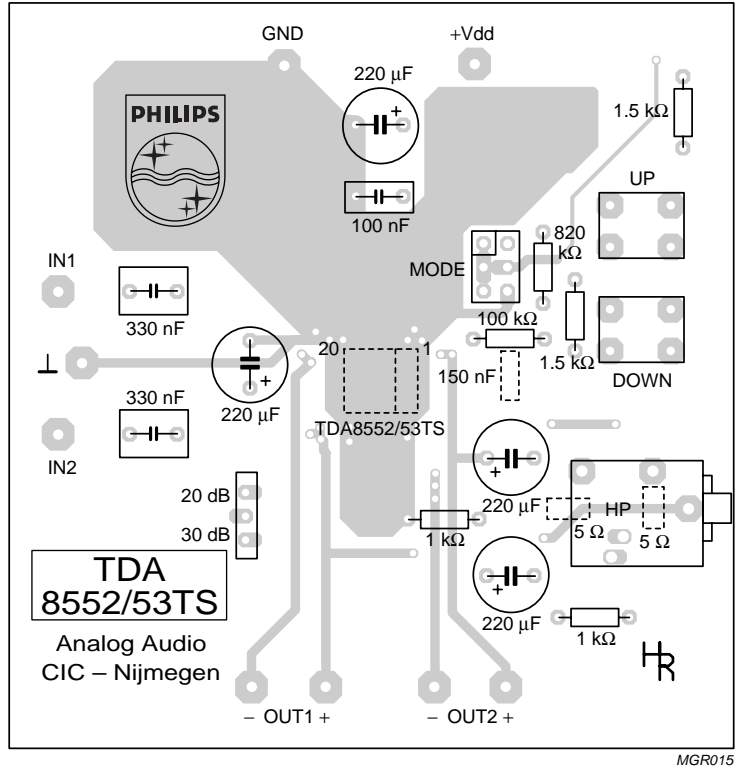 GND
+Vdd
220 µF
+
PHILIPS
1.5 kΩ
100 nF
UP
IN1
MODE
820
kΩ
330 nF
100 kΩ
20
1
⊥
1.5 kΩ
150 nF
DOWN
330 nF
+
220 µF
TDA8552/53TS
IN2
+
220 µF
20 dB
HP
30 dB
5 Ω
5 Ω
1 kΩ
TDA
8552/53TS
+
220 µF
1 kΩ
Analog Audio
CIC – Nijmegen
HR
– OUT1 +
– OUT2 +
MGR015